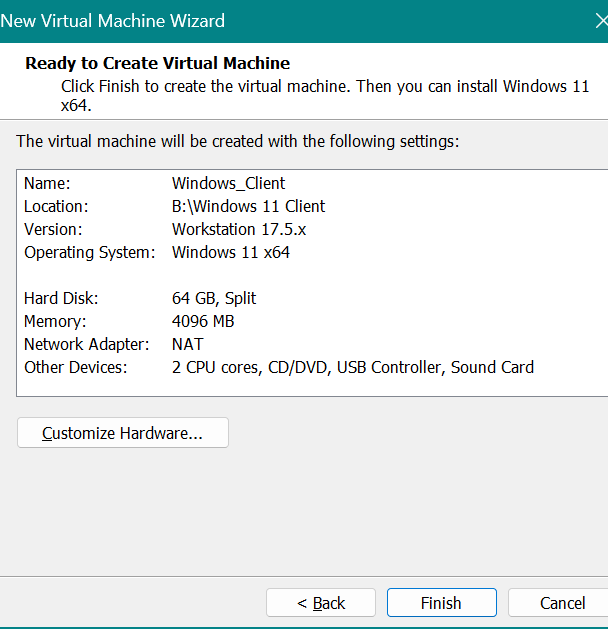 New Virtual Machine Wizard
Ready to Create Virtual Machine
Click Finish to create the virtual machine. Then you can install Windows 11
x64.
The virtual machine will be created with the following settings:
Name: Windows_Client
Location: B:\Windows 11 Client
Version: Workstation 17.5.x
Operating System: Windows 11 x64
Hard Disk: 64 GB, Split
Memory: 4096 MB
Network Adapter: NAT
Other Devices: 2 CPU cores, CD/DVD, USB Controller, Sound Card
Customize Hardware...
< Back Finish Cancel